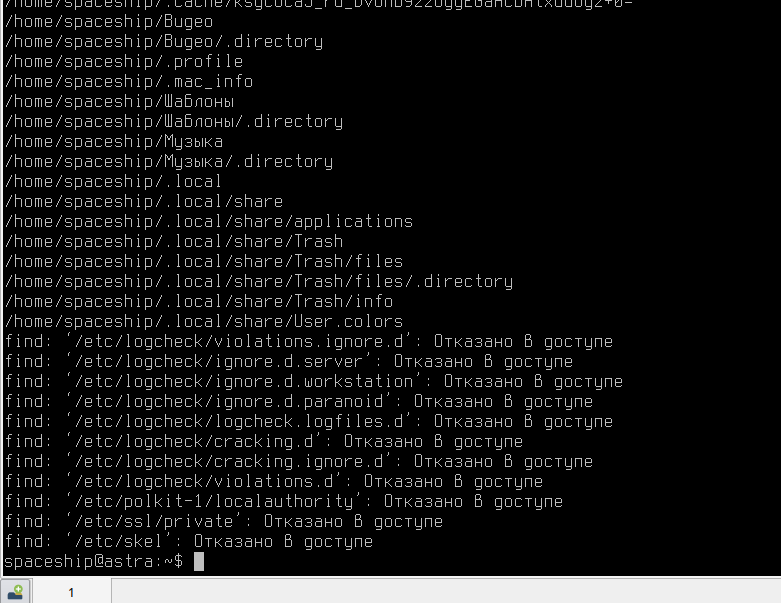 /home/spaceship/Видео
/home/spaceship/Видео/.directory
/home/spaceship/.profile
/home/spaceship/.mac_info
/home/spaceship/Шаблоны
/home/spaceship/Шаблоны/.directory
/home/spaceship/Музыка
/home/spaceship/Музыка/.directory
/home/spaceship/.local
/home/spaceship/.local/share
/home/spaceship/.local/share/applications
/home/spaceship/.local/share/Trash
/home/spaceship/.local/share/Trash/files
/home/spaceship/.local/share/Trash/files/.directory
/home/spaceship/.local/share/Trash/info
/home/spaceship/.local/share/User.colors
find: ‘/etc/logcheck/violations.ignore.d’: Отказано в доступе
find: ‘/etc/logcheck/ignore.d.server’: Отказано в доступе
find: ‘/etc/logcheck/ignore.d.workstation’: Отказано в доступе
find: ‘/etc/logcheck/ignore.d.paranoid’: Отказано в доступе
find: ‘/etc/logcheck/logcheck.logfiles.d’: Отказано в доступе
find: ‘/etc/logcheck/cracking.d’: Отказано в доступе
find: ‘/etc/logcheck/cracking.ignore.d’: Отказано в доступе
find: ‘/etc/logcheck/violations.d’: Отказано в доступе
find: ‘/etc/polkit-1/localauthority’: Отказано в доступе
find: ‘/etc/ssl/private’: Отказано в доступе
find: ‘/etc/skel’: Отказано в доступе
spaceship@astra:~$
1